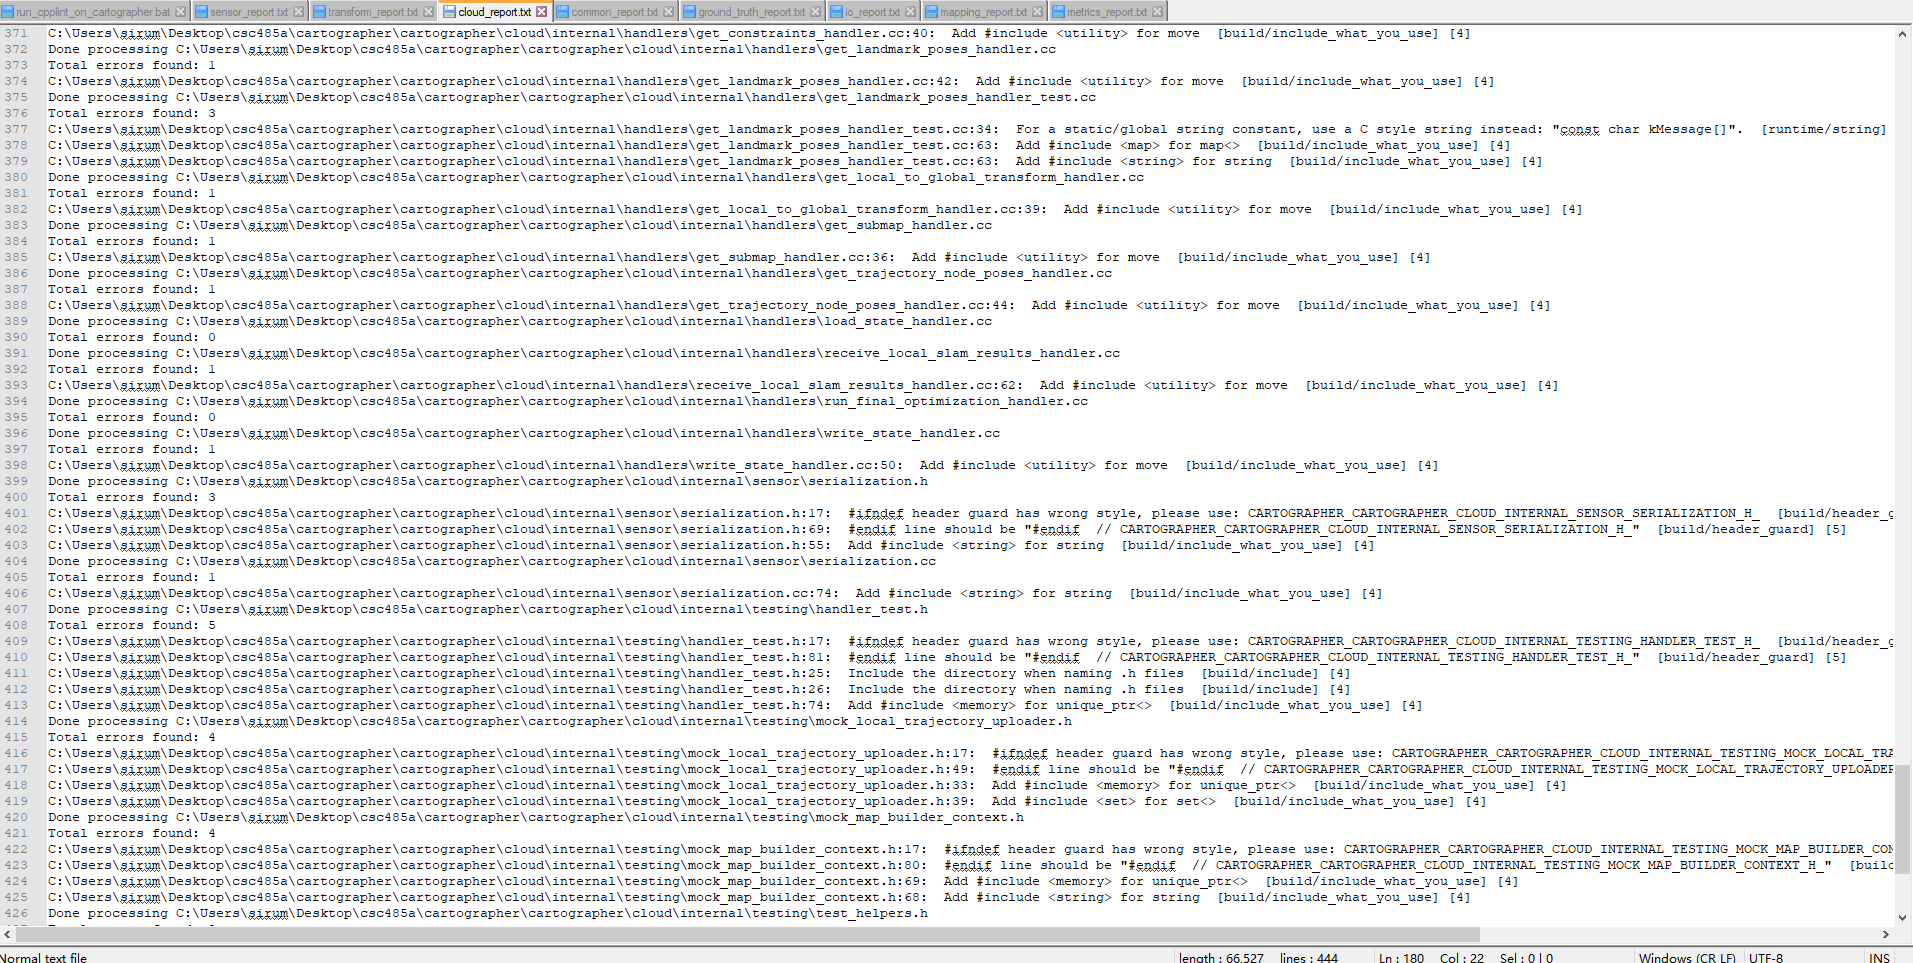 run_cpplint_on_cartographer.bat sensor_report.txt transform_report.txt cloud_report.txt common_report.txt ground_truth_report.txt io_report.txt mapping_report.txt metrics_report.txt
371 C:\Users\sirum\Desktop\csc485a\cartographer\cartographer\cloud\internal\handlers\get_constraints_handler.cc:40:  Add #include <utility> for move  [build/include_what_you_use] [4]
372 Done processing C:\Users\sirum\Desktop\csc485a\cartographer\cartographer\cloud\internal\handlers\get_landmark_poses_handler.cc
373 Total errors found: 1
374 C:\Users\sirum\Desktop\csc485a\cartographer\cartographer\cloud\internal\handlers\get_landmark_poses_handler.cc:42:  Add #include <utility> for move  [build/include_what_you_use] [4]
375 Done processing C:\Users\sirum\Desktop\csc485a\cartographer\cartographer\cloud\internal\handlers\get_landmark_poses_handler_test.cc
376 Total errors found: 3
377 C:\Users\sirum\Desktop\csc485a\cartographer\cartographer\cloud\internal\handlers\get_landmark_poses_handler_test.cc:34:  For a static/global string constant, use a C style string instead: "const char kMessage[]".  [runtime/string]
378 C:\Users\sirum\Desktop\csc485a\cartographer\cartographer\cloud\internal\handlers\get_landmark_poses_handler_test.cc:63:  Add #include <map> for map<>  [build/include_what_you_use] [4]
379 C:\Users\sirum\Desktop\csc485a\cartographer\cartographer\cloud\internal\handlers\get_landmark_poses_handler_test.cc:63:  Add #include <string> for string  [build/include_what_you_use] [4]
380 Done processing C:\Users\sirum\Desktop\csc485a\cartographer\cartographer\cloud\internal\handlers\get_local_to_global_transform_handler.cc
381 Total errors found: 1
382 C:\Users\sirum\Desktop\csc485a\cartographer\cartographer\cloud\internal\handlers\get_local_to_global_transform_handler.cc:39:  Add #include <utility> for move  [build/include_what_you_use] [4]
383 Done processing C:\Users\sirum\Desktop\csc485a\cartographer\cartographer\cloud\internal\handlers\get_submap_handler.cc
384 Total errors found: 1
385 C:\Users\sirum\Desktop\csc485a\cartographer\cartographer\cloud\internal\handlers\get_submap_handler.cc:36:  Add #include <utility> for move  [build/include_what_you_use] [4]
386 Done processing C:\Users\sirum\Desktop\csc485a\cartographer\cartographer\cloud\internal\handlers\get_trajectory_node_poses_handler.cc
387 Total errors found: 1
388 C:\Users\sirum\Desktop\csc485a\cartographer\cartographer\cloud\internal\handlers\get_trajectory_node_poses_handler.cc:44:  Add #include <utility> for move  [build/include_what_you_use] [4]
389 Done processing C:\Users\sirum\Desktop\csc485a\cartographer\cartographer\cloud\internal\handlers\load_state_handler.cc
390 Total errors found: 0
391 Done processing C:\Users\sirum\Desktop\csc485a\cartographer\cartographer\cloud\internal\handlers\receive_local_slam_results_handler.cc
392 Total errors found: 1
393 C:\Users\sirum\Desktop\csc485a\cartographer\cartographer\cloud\internal\handlers\receive_local_slam_results_handler.cc:62:  Add #include <utility> for move  [build/include_what_you_use] [4]
394 Done processing C:\Users\sirum\Desktop\csc485a\cartographer\cartographer\cloud\internal\handlers\run_final_optimization_handler.cc
395 Total errors found: 0
396 Done processing C:\Users\sirum\Desktop\csc485a\cartographer\cartographer\cloud\internal\handlers\write_state_handler.cc
397 Total errors found: 1
398 C:\Users\sirum\Desktop\csc485a\cartographer\cartographer\cloud\internal\handlers\write_state_handler.cc:50:  Add #include <utility> for move  [build/include_what_you_use] [4]
399 Done processing C:\Users\sirum\Desktop\csc485a\cartographer\cartographer\cloud\internal\sensor\serialization.h
400 Total errors found: 3
401 C:\Users\sirum\Desktop\csc485a\cartographer\cartographer\cloud\internal\sensor\serialization.h:17:  #ifndef header guard has wrong style, please use: CARTOGRAPHER_CARTOGRAPHER_CLOUD_INTERNAL_SENSOR_SERIALIZATION_H_  [build/header_g
402 C:\Users\sirum\Desktop\csc485a\cartographer\cartographer\cloud\internal\sensor\serialization.h:69:  #endif line should be "#endif  // CARTOGRAPHER_CARTOGRAPHER_CLOUD_INTERNAL_SENSOR_SERIALIZATION_H_"  [build/header_guard] [5]
403 C:\Users\sirum\Desktop\csc485a\cartographer\cartographer\cloud\internal\sensor\serialization.h:55:  Add #include <string> for string  [build/include_what_you_use] [4]
404 Done processing C:\Users\sirum\Desktop\csc485a\cartographer\cartographer\cloud\internal\sensor\serialization.cc
405 Total errors found: 1
406 C:\Users\sirum\Desktop\csc485a\cartographer\cartographer\cloud\internal\sensor\serialization.cc:74:  Add #include <string> for string  [build/include_what_you_use] [4]
407 Done processing C:\Users\sirum\Desktop\csc485a\cartographer\cartographer\cloud\internal\testing\handler_test.h
408 Total errors found: 5
409 C:\Users\sirum\Desktop\csc485a\cartographer\cartographer\cloud\internal\testing\handler_test.h:17:  #ifndef header guard has wrong style, please use: CARTOGRAPHER_CARTOGRAPHER_CLOUD_INTERNAL_TESTING_HANDLER_TEST_H_  [build/header_g
410 C:\Users\sirum\Desktop\csc485a\cartographer\cartographer\cloud\internal\testing\handler_test.h:81:  #endif line should be "#endif  // CARTOGRAPHER_CARTOGRAPHER_CLOUD_INTERNAL_TESTING_HANDLER_TEST_H_"  [build/header_guard] [5]
411 C:\Users\sirum\Desktop\csc485a\cartographer\cartographer\cloud\internal\testing\handler_test.h:25:  Include the directory when naming .h files  [build/include] [4]
412 C:\Users\sirum\Desktop\csc485a\cartographer\cartographer\cloud\internal\testing\handler_test.h:26:  Include the directory when naming .h files  [build/include] [4]
413 C:\Users\sirum\Desktop\csc485a\cartographer\cartographer\cloud\internal\testing\handler_test.h:74:  Add #include <memory> for unique_ptr<>  [build/include_what_you_use] [4]
414 Done processing C:\Users\sirum\Desktop\csc485a\cartographer\cartographer\cloud\internal\testing\mock_local_trajectory_uploader.h
415 Total errors found: 4
416 C:\Users\sirum\Desktop\csc485a\cartographer\cartographer\cloud\internal\testing\mock_local_trajectory_uploader.h:17:  #ifndef header guard has wrong style, please use: CARTOGRAPHER_CARTOGRAPHER_CLOUD_INTERNAL_TESTING_MOCK_LOCAL_TRA
417 C:\Users\sirum\Desktop\csc485a\cartographer\cartographer\cloud\internal\testing\mock_local_trajectory_uploader.h:49:  #endif line should be "#endif  // CARTOGRAPHER_CARTOGRAPHER_CLOUD_INTERNAL_TESTING_MOCK_LOCAL_TRAJECTORY_UPLOADER
418 C:\Users\sirum\Desktop\csc485a\cartographer\cartographer\cloud\internal\testing\mock_local_trajectory_uploader.h:33:  Add #include <memory> for unique_ptr<>  [build/include_what_you_use] [4]
419 C:\Users\sirum\Desktop\csc485a\cartographer\cartographer\cloud\internal\testing\mock_local_trajectory_uploader.h:39:  Add #include <set> for set<>  [build/include_what_you_use] [4]
420 Done processing C:\Users\sirum\Desktop\csc485a\cartographer\cartographer\cloud\internal\testing\mock_map_builder_context.h
421 Total errors found: 4
422 C:\Users\sirum\Desktop\csc485a\cartographer\cartographer\cloud\internal\testing\mock_map_builder_context.h:17:  #ifndef header guard has wrong style, please use: CARTOGRAPHER_CARTOGRAPHER_CLOUD_INTERNAL_TESTING_MOCK_MAP_BUILDER_CON
423 C:\Users\sirum\Desktop\csc485a\cartographer\cartographer\cloud\internal\testing\mock_map_builder_context.h:80:  #endif line should be "#endif  // CARTOGRAPHER_CARTOGRAPHER_CLOUD_INTERNAL_TESTING_MOCK_MAP_BUILDER_CONTEXT_H_"  [buil
424 C:\Users\sirum\Desktop\csc485a\cartographer\cartographer\cloud\internal\testing\mock_map_builder_context.h:69:  Add #include <memory> for unique_ptr<>  [build/include_what_you_use] [4]
425 C:\Users\sirum\Desktop\csc485a\cartographer\cartographer\cloud\internal\testing\mock_map_builder_context.h:68:  Add #include <string> for string  [build/include_what_you_use] [4]
426 Done processing C:\Users\sirum\Desktop\csc485a\cartographer\cartographer\cloud\internal\testing\test_helpers.h
Normal text file length : 66,527 lines : 444 Ln : 180 Col : 22 Sel : 0 | 0 Windows (CR LF) UTF-8 INS